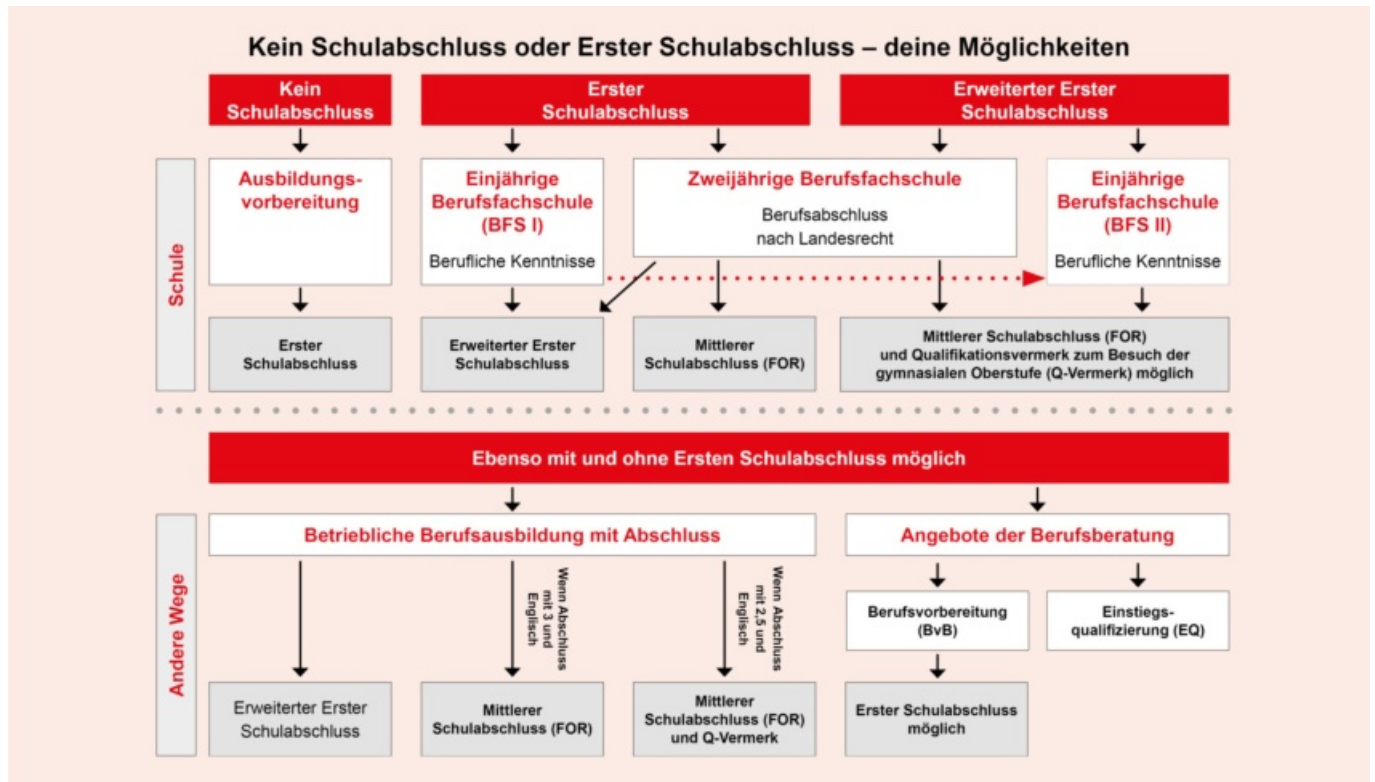 Kein Schulabschluss oder Erster Schulabschluss – deine Möglichkeiten
Kein
Schulabschluss
Erster
Schulabschluss
Erweiterter Erster
Schulabschluss
Schule
Ausbildungs-
vorbereitung
Einjährige
Berufsfachschule
(BFS I)
Berufliche Kenntnisse
Zweijährige Berufsfachschule
Berufsabschluss
nach Landesrecht
Einjährige
Berufsfachschule
(BFS II)
Berufliche Kenntnisse
Erster
Schulabschluss
Erweiterter Erster
Schulabschluss
Mittlerer
Schulabschluss (FOR)
Mittlerer Schulabschluss (FOR)
und Qualifikationsvermerk zum Besuch der
gymnasialen Oberstufe (Q-Vermerk) möglich
Ebenso mit und ohne Ersten Schulabschluss möglich
Andere Wege
Betriebliche Berufsausbildung mit Abschluss
Angebote der Berufsberatung
Wenn Abschluss
mit 3 und
Englisch
Wenn Abschluss
mit 2,5 und
Englisch
Berufsvorbereitung
(BvB)
Einstiegs-
qualifizierung (EQ)
Erweiterter Erster
Schulabschluss
Mittlerer
Schulabschluss (FOR)
Mittlerer
Schulabschluss (FOR)
und Q-Vermerk
Erster Schulabschluss
möglich